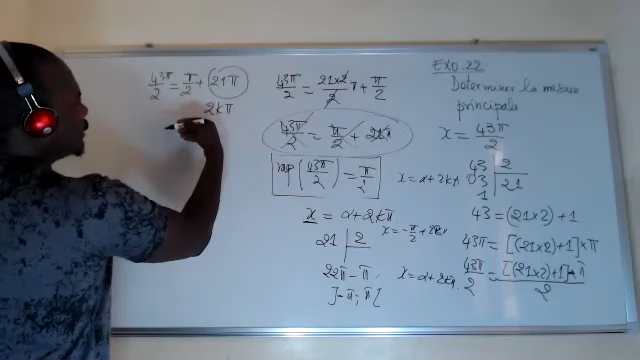 43π/2 = π/2 + 21π
2kπ
43π/2 = 21×2/2 π + π/2
43π/2 = π/2 + 2kπ
mp(43π/2) = π/2
x = α + 2kπ
21 | 2
x = -π/2 + 22π
22π - π
]-π; π[
EXO.22
Déterminer la mesure
principale
x = 43π/2
x = α + 2kπ
43 | 2
03 | 21
1
43 = (21×2) + 1
43π = [(21×2)+1]×π
x = α + 2kπ
43π/2 = [(21×2)+1]×π/2